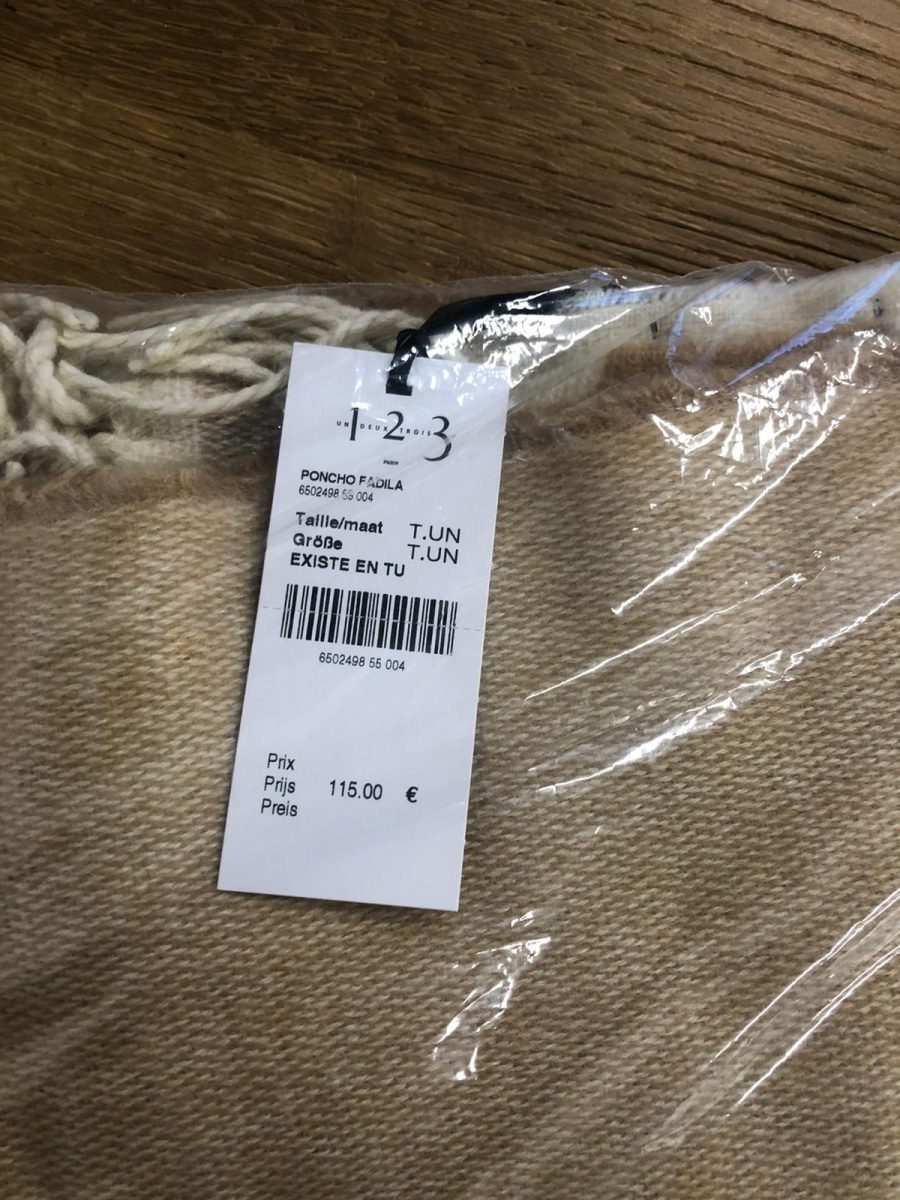 UN 1 DEUX 2 TROIS 3
PARIS
PONCHO FADILA
6502498 55 004
Taille/maat T.UN
Größe T.UN
EXISTE EN TU
6502498 55 004
Prix
Prijs 115.00 €
Preis